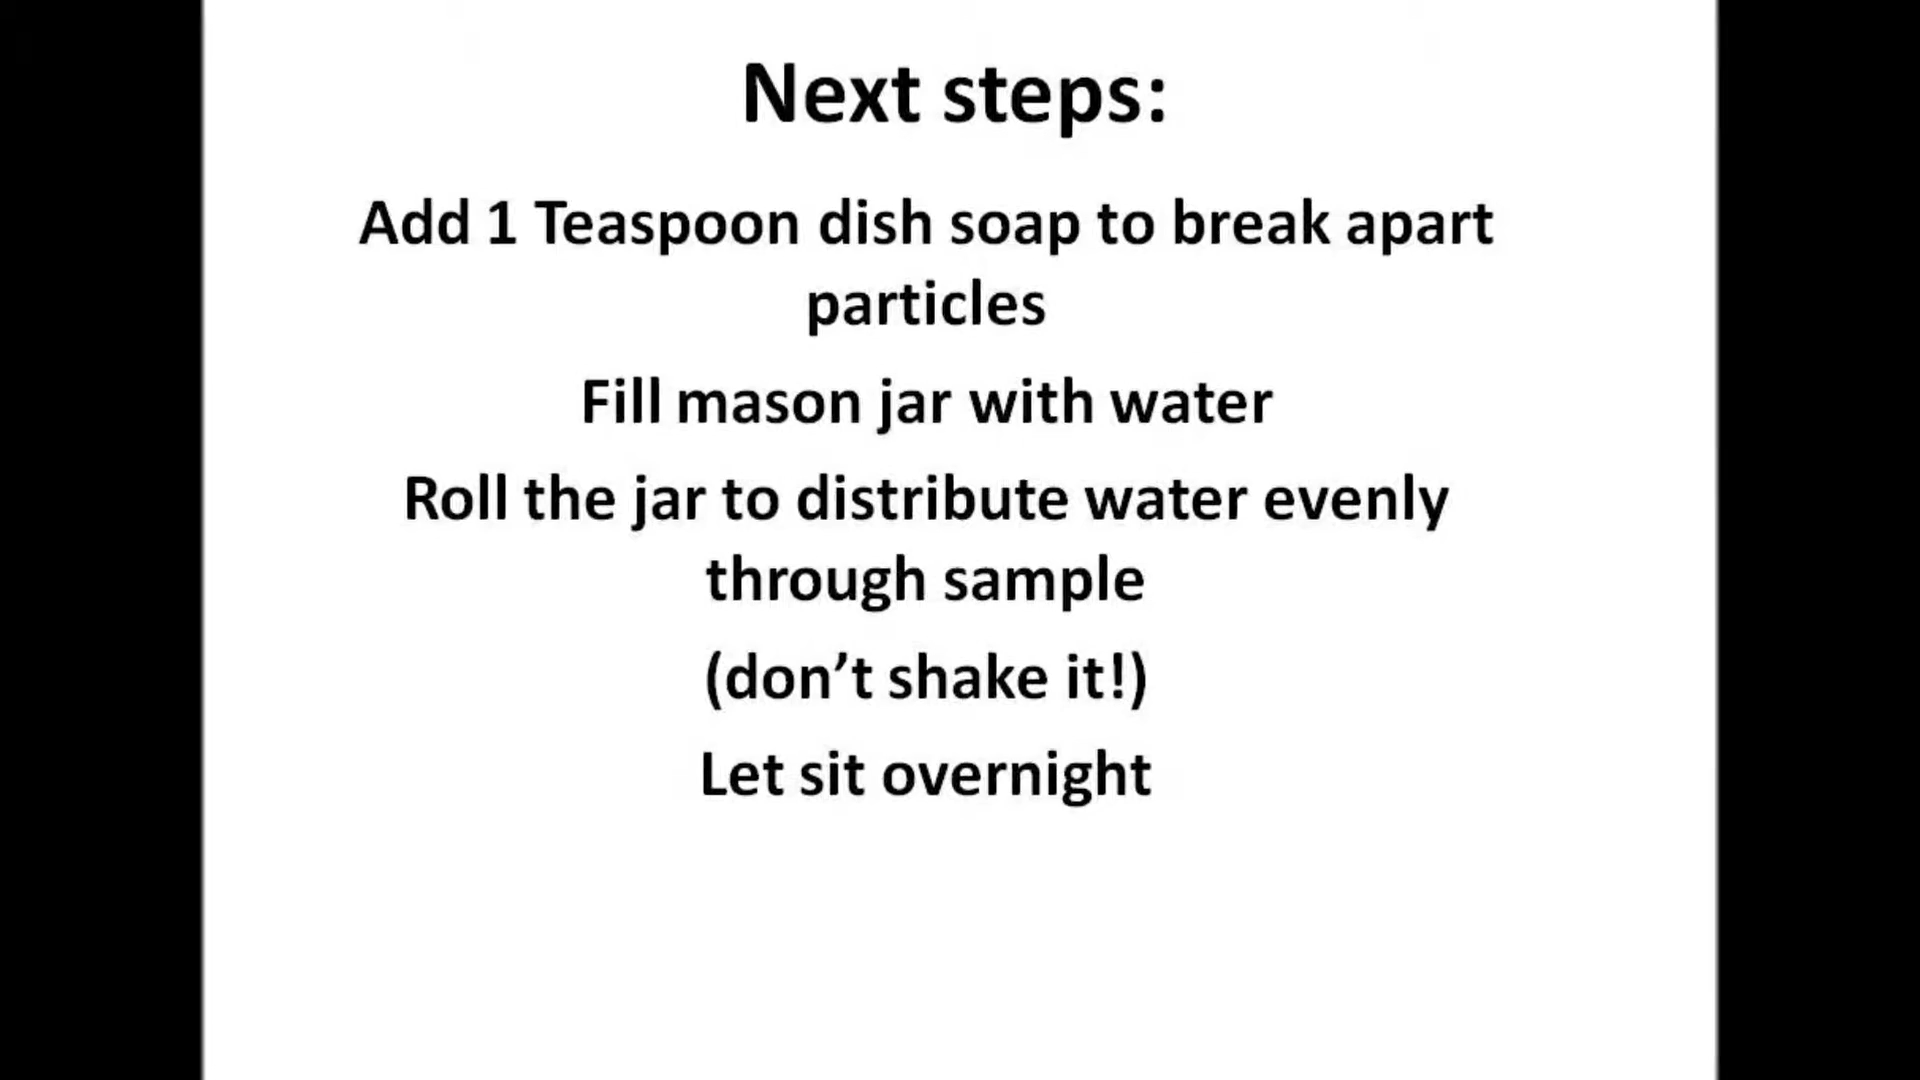 Next steps:
Add 1 Teaspoon dish soap to break apart
particles
Fill mason jar with water
Roll the jar to distribute water evenly
through sample
(don’t shake it!)
Let sit overnight